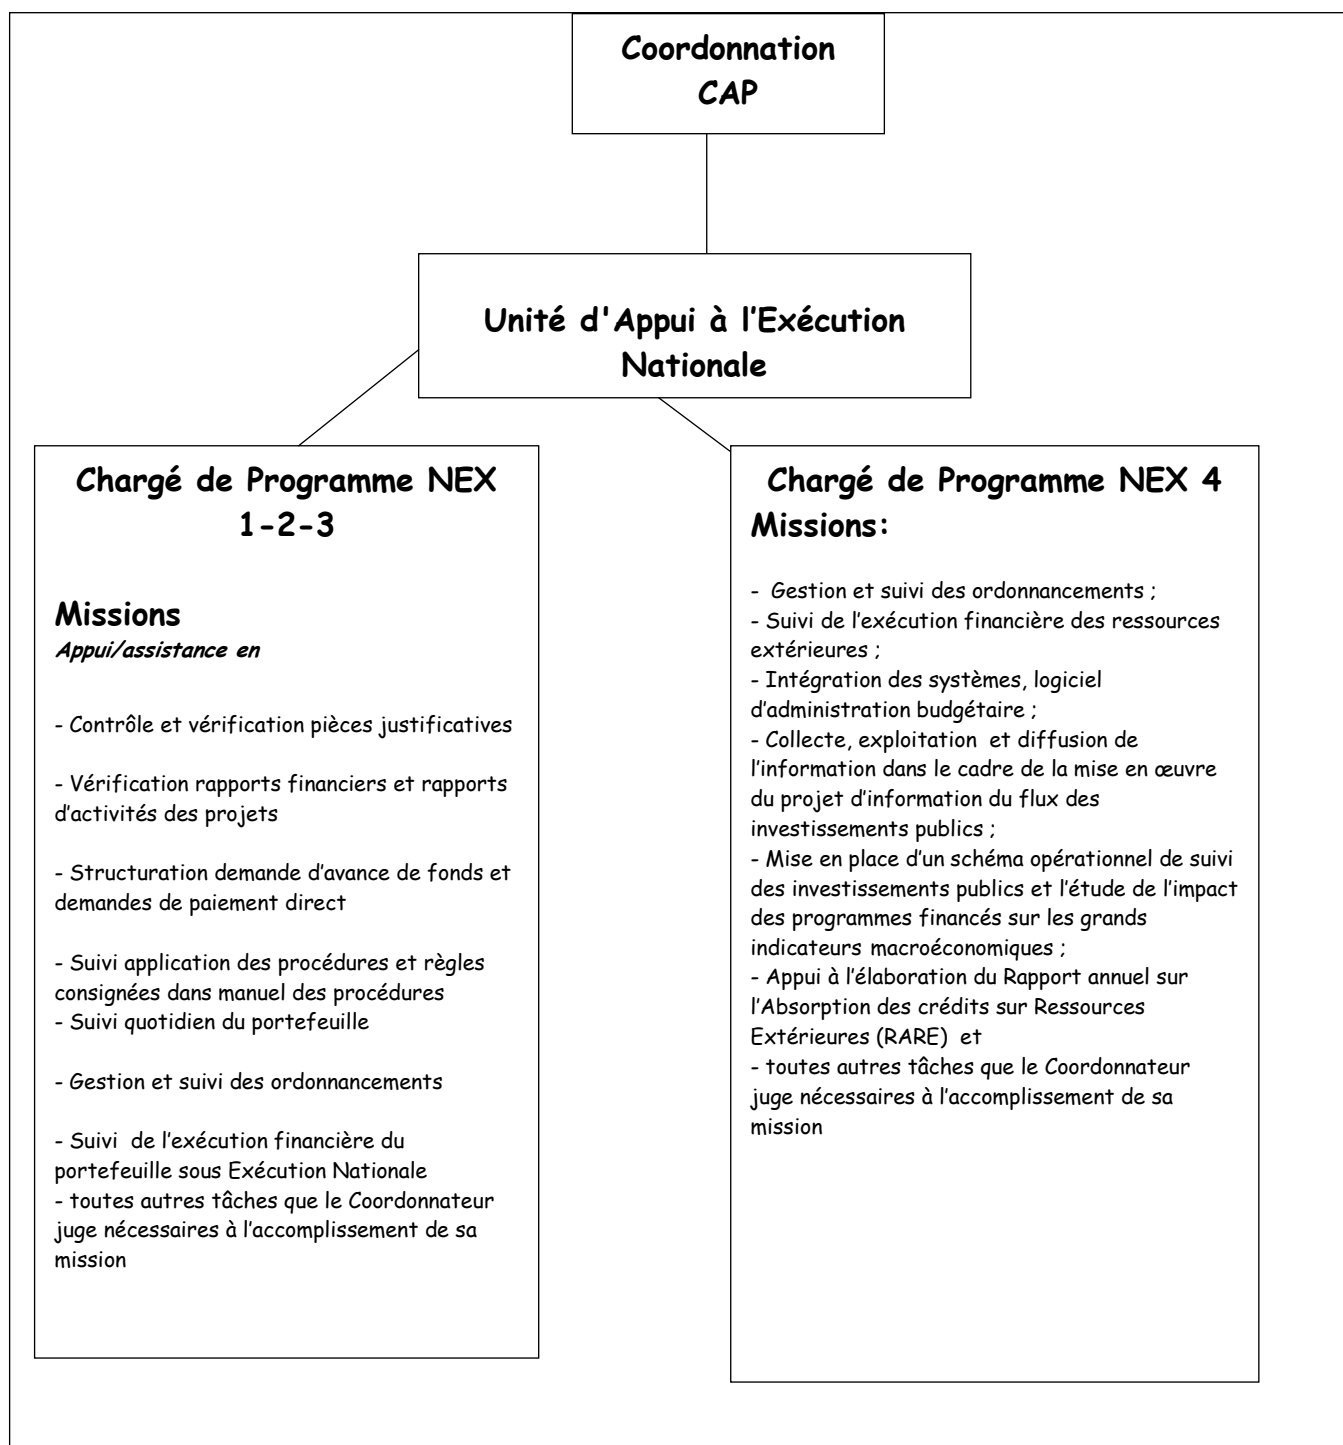 Coordonnation
CAP
Unité d'Appui à l’Exécution
Nationale
Chargé de Programme NEX
1-2-3
Missions
Appui/assistance en
- Contrôle et vérification pièces justificatives
- Vérification rapports financiers et rapports
d’activités des projets
- Structuration demande d’avance de fonds et
demandes de paiement direct
- Suivi application des procédures et règles
consignées dans manuel des procédures
- Suivi quotidien du portefeuille
- Gestion et suivi des ordonnancements
- Suivi de l’exécution financière du
portefeuille sous Exécution Nationale
- toutes autres tâches que le Coordonnateur
juge nécessaires à l’accomplissement de sa
mission
Chargé de Programme NEX 4
Missions:
- Gestion et suivi des ordonnancements ;
- Suivi de l’exécution financière des ressources
extérieures ;
- Intégration des systèmes, logiciel
d’administration budgétaire ;
- Collecte, exploitation et diffusion de
l’information dans le cadre de la mise en œuvre
du projet d’information du flux des
investissements publics ;
- Mise en place d’un schéma opérationnel de suivi
des investissements publics et l’étude de l’impact
des programmes financés sur les grands
indicateurs macroéconomiques ;
- Appui à l’élaboration du Rapport annuel sur
l’Absorption des crédits sur Ressources
Extérieures (RARE) et
- toutes autres tâches que le Coordonnateur
juge nécessaires à l’accomplissement de sa
mission